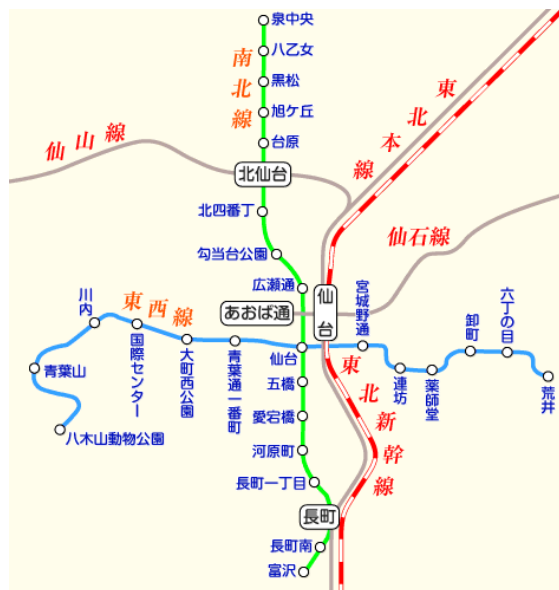 泉中央
八乙女
黒松
旭ケ丘
台原
南北線
東北本線
仙山線
北仙台
北四番丁
勾当台公園
広瀬通
仙石線
あおば通
仙台
宮城野通
六丁の目
卸町
川内
東西線
国際センター
大町西公園
青葉通一番町
仙台
連坊
薬師堂
荒井
青葉山
八木山動物公園
五橋
愛宕橋
河原町
長町一丁目
東北新幹線
長町
長町南
富沢